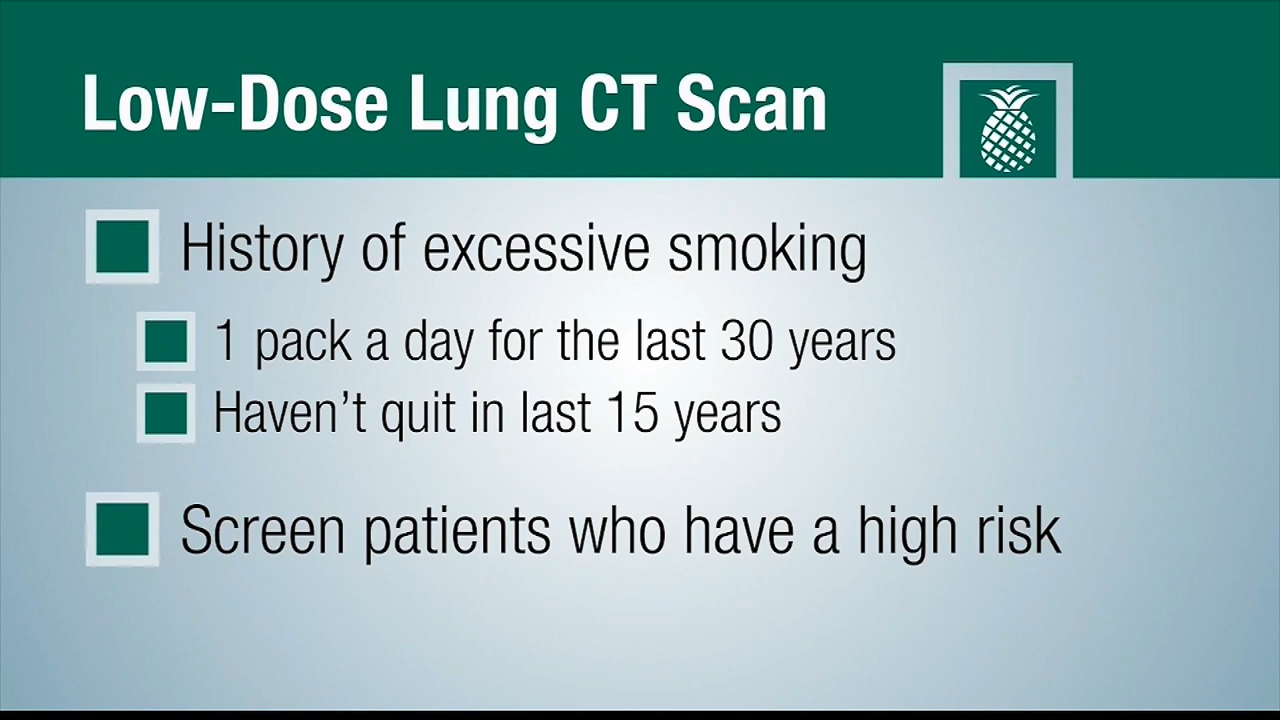 Low-Dose Lung CT Scan
History of excessive smoking
1 pack a day for the last 30 years
Haven’t quit in last 15 years
Screen patients who have a high risk